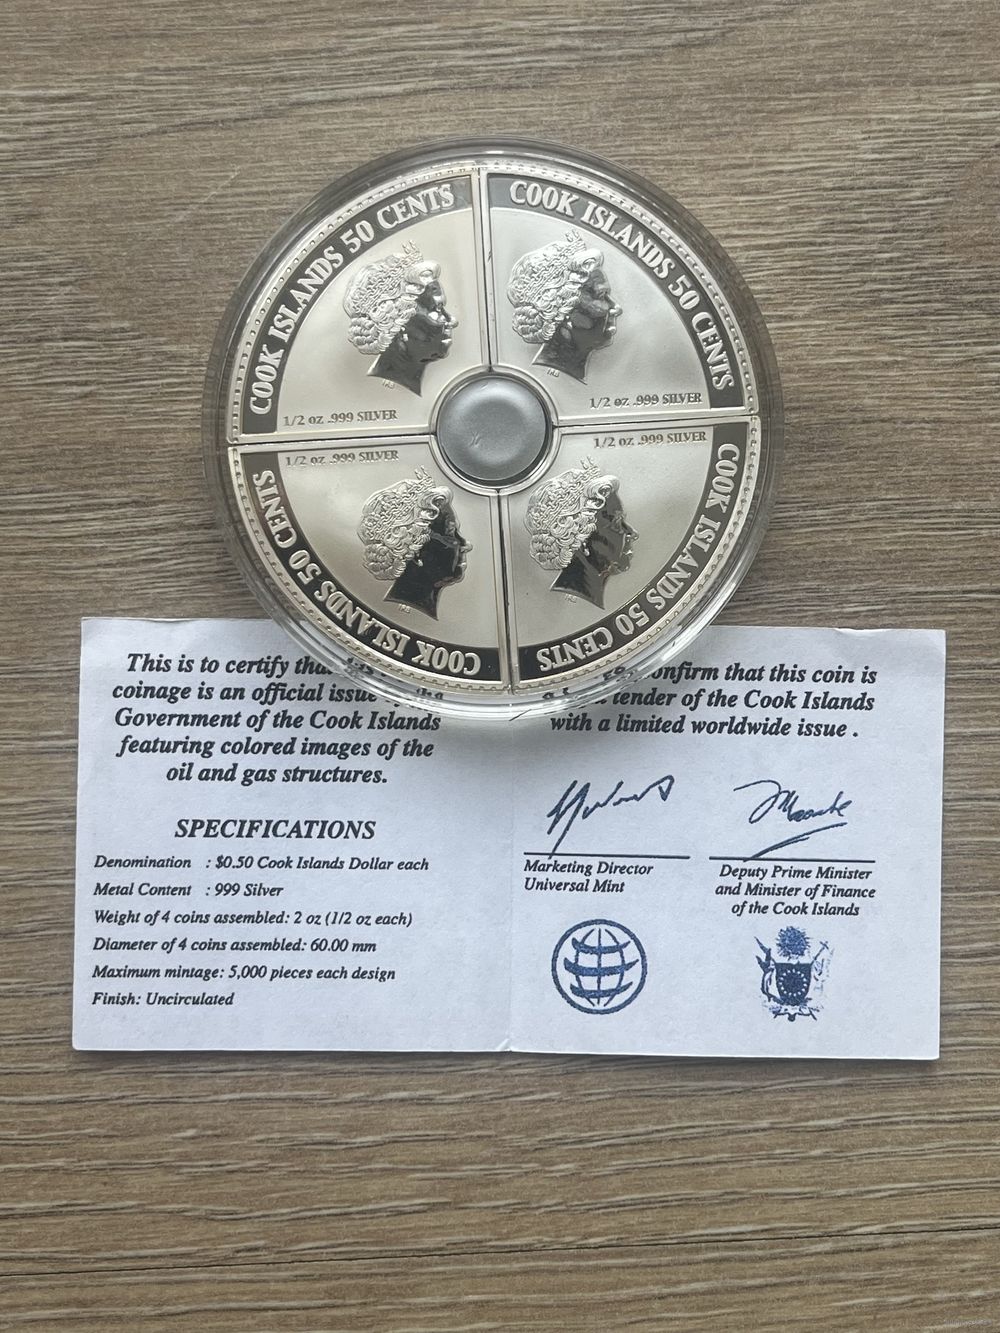 COOK ISLANDS 50 CENTS
1/2 oz .999 SILVER
IRB
COOK ISLANDS 50 CENTS
1/2 oz .999 SILVER
IRB
COOK ISLANDS 50 CENTS
1/2 oz .999 SILVER
IRB
COOK ISLANDS 50 CENTS
1/2 oz .999 SILVER
IRB
This is to certify
coinage is an official issue
Government of the Cook Islands
featuring colored images of the
oil and gas structures.
SPECIFICATIONS
Denomination : $0.50 Cook Islands Dollar each
Metal Content : 999 Silver
Weight of 4 coins assembled: 2 oz (1/2 oz each)
Diameter of 4 coins assembled: 60.00 mm
Maximum mintage: 5,000 pieces each design
Finish: Uncirculated
that this coin is
tender of the Cook Islands
with a limited worldwide issue .
Marketing Director
Universal Mint
Deputy Prime Minister
and Minister of Finance
of the Cook Islands